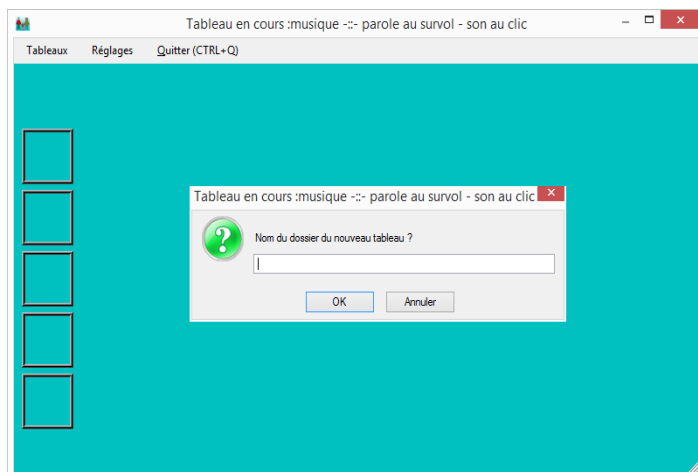 Tableau en cours :musique -::- parole au survol - son au clic
Tableaux Réglages Quitter (CTRL+Q)
Tableau en cours :musique -::- parole au survol - son au clic
Nom du dossier du nouveau tableau ?
OK Annuler